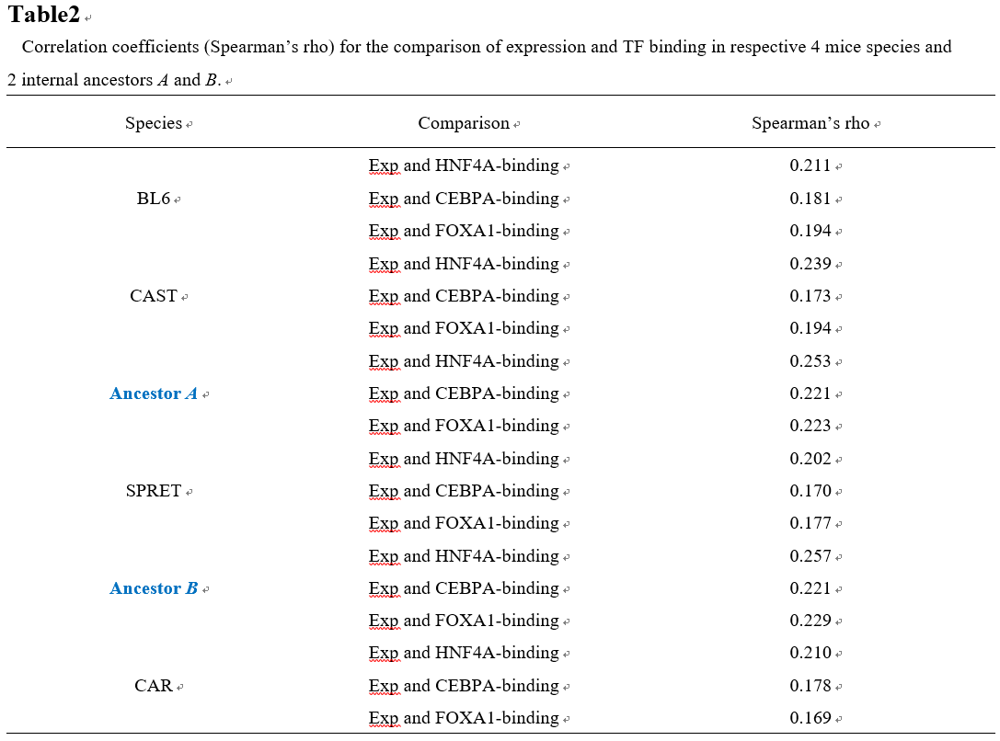 Table2
Correlation coefficients (Spearman's rho) for the comparison of expression and TF binding in respective 4 mice species and
2 internal ancestors A and B.
Species Comparison Spearman's rho
Exp and HNF4A-binding 0.211
BL6 Exp and CEBPA-binding 0.181
Exp and FOXA1-binding 0.194
Exp and HNF4A-binding 0.239
CAST Exp and CEBPA-binding 0.173
Exp and FOXA1-binding 0.194
Exp and HNF4A-binding 0.253
Ancestor A Exp and CEBPA-binding 0.221
Exp and FOXA1-binding 0.223
Exp and HNF4A-binding 0.202
SPRET Exp and CEBPA-binding 0.170
Exp and FOXA1-binding 0.177
Exp and HNF4A-binding 0.257
Ancestor B Exp and CEBPA-binding 0.221
Exp and FOXA1-binding 0.229
Exp and HNF4A-binding 0.210
CAR Exp and CEBPA-binding 0.178
Exp and FOXA1-binding 0.169